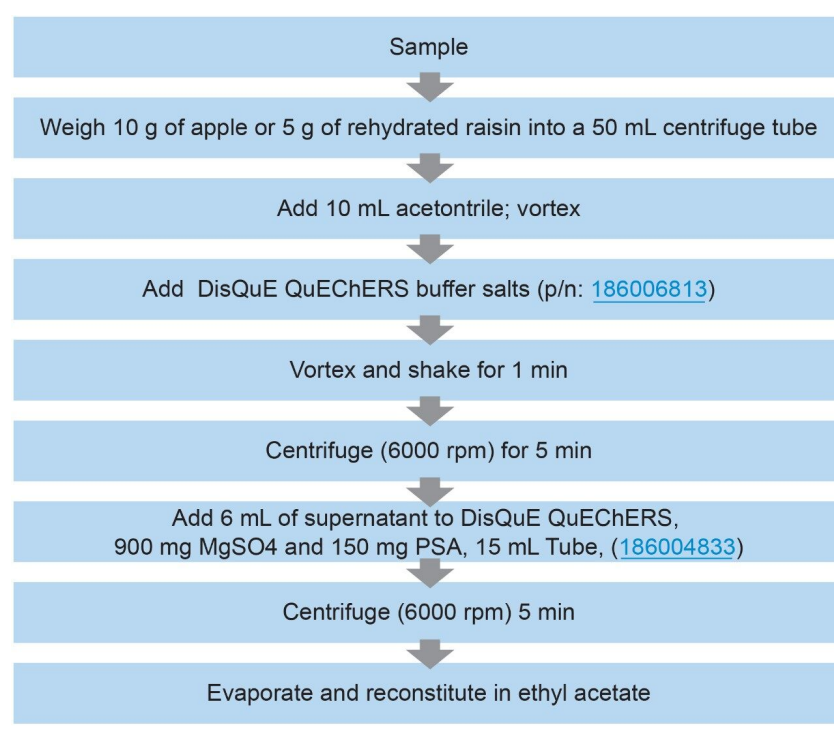 Sample
Weigh 10 g of apple or 5 g of rehydrated raisin into a 50 mL centrifuge tube
Add 10 mL acetontrile; vortex
Add  DisQuE QuEChERS buffer salts (p/n: 186006813)
Vortex and shake for 1 min
Centrifuge (6000 rpm) for 5 min
Add 6 mL of supernatant to DisQuE QuEChERS,
900 mg MgSO4 and 150 mg PSA, 15 mL Tube, (186004833)
Centrifuge (6000 rpm) 5 min
Evaporate and reconstitute in ethyl acetate